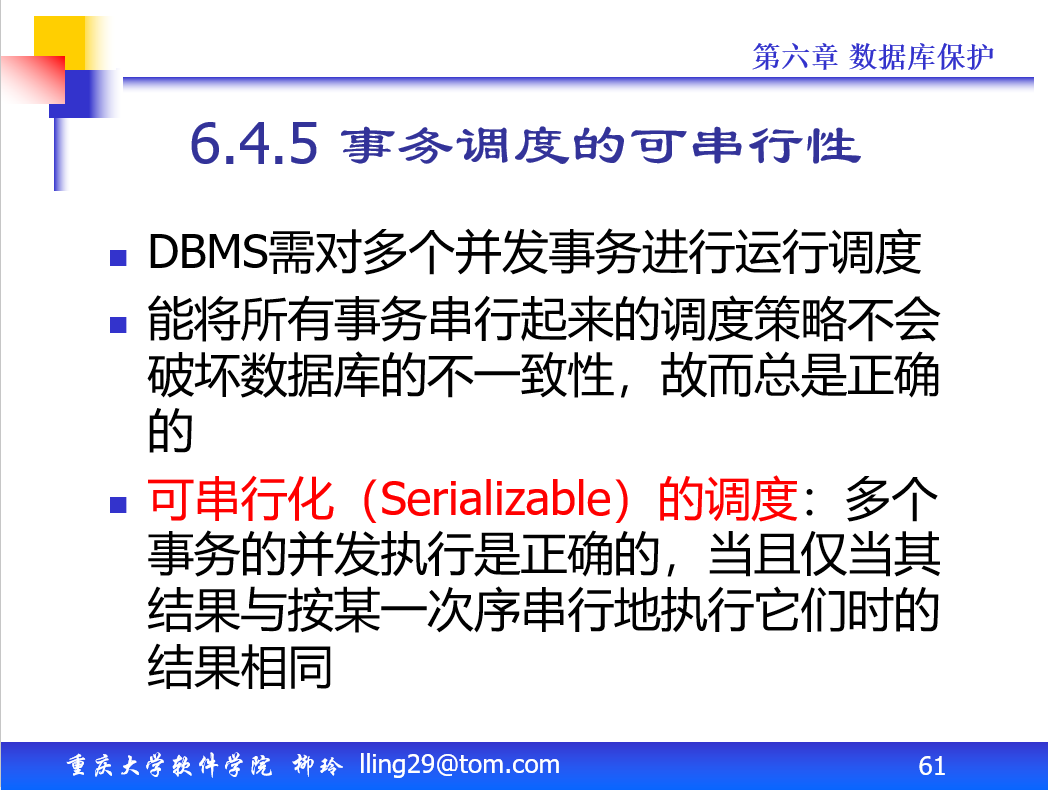 第六章 数据库保护
6.4.5 事务调度的可串行性
DBMS需对多个并发事务进行运行调度
能将所有事务串行起来的调度策略不会
破坏数据库的不一致性，故而总是正确
的
可串行化（Serializable）的调度：多个
事务的并发执行是正确的，当且仅当其
结果与按某一次序串行地执行它们时的
结果相同
重庆大学软件学院 柳玲 lling29@tom.com
61